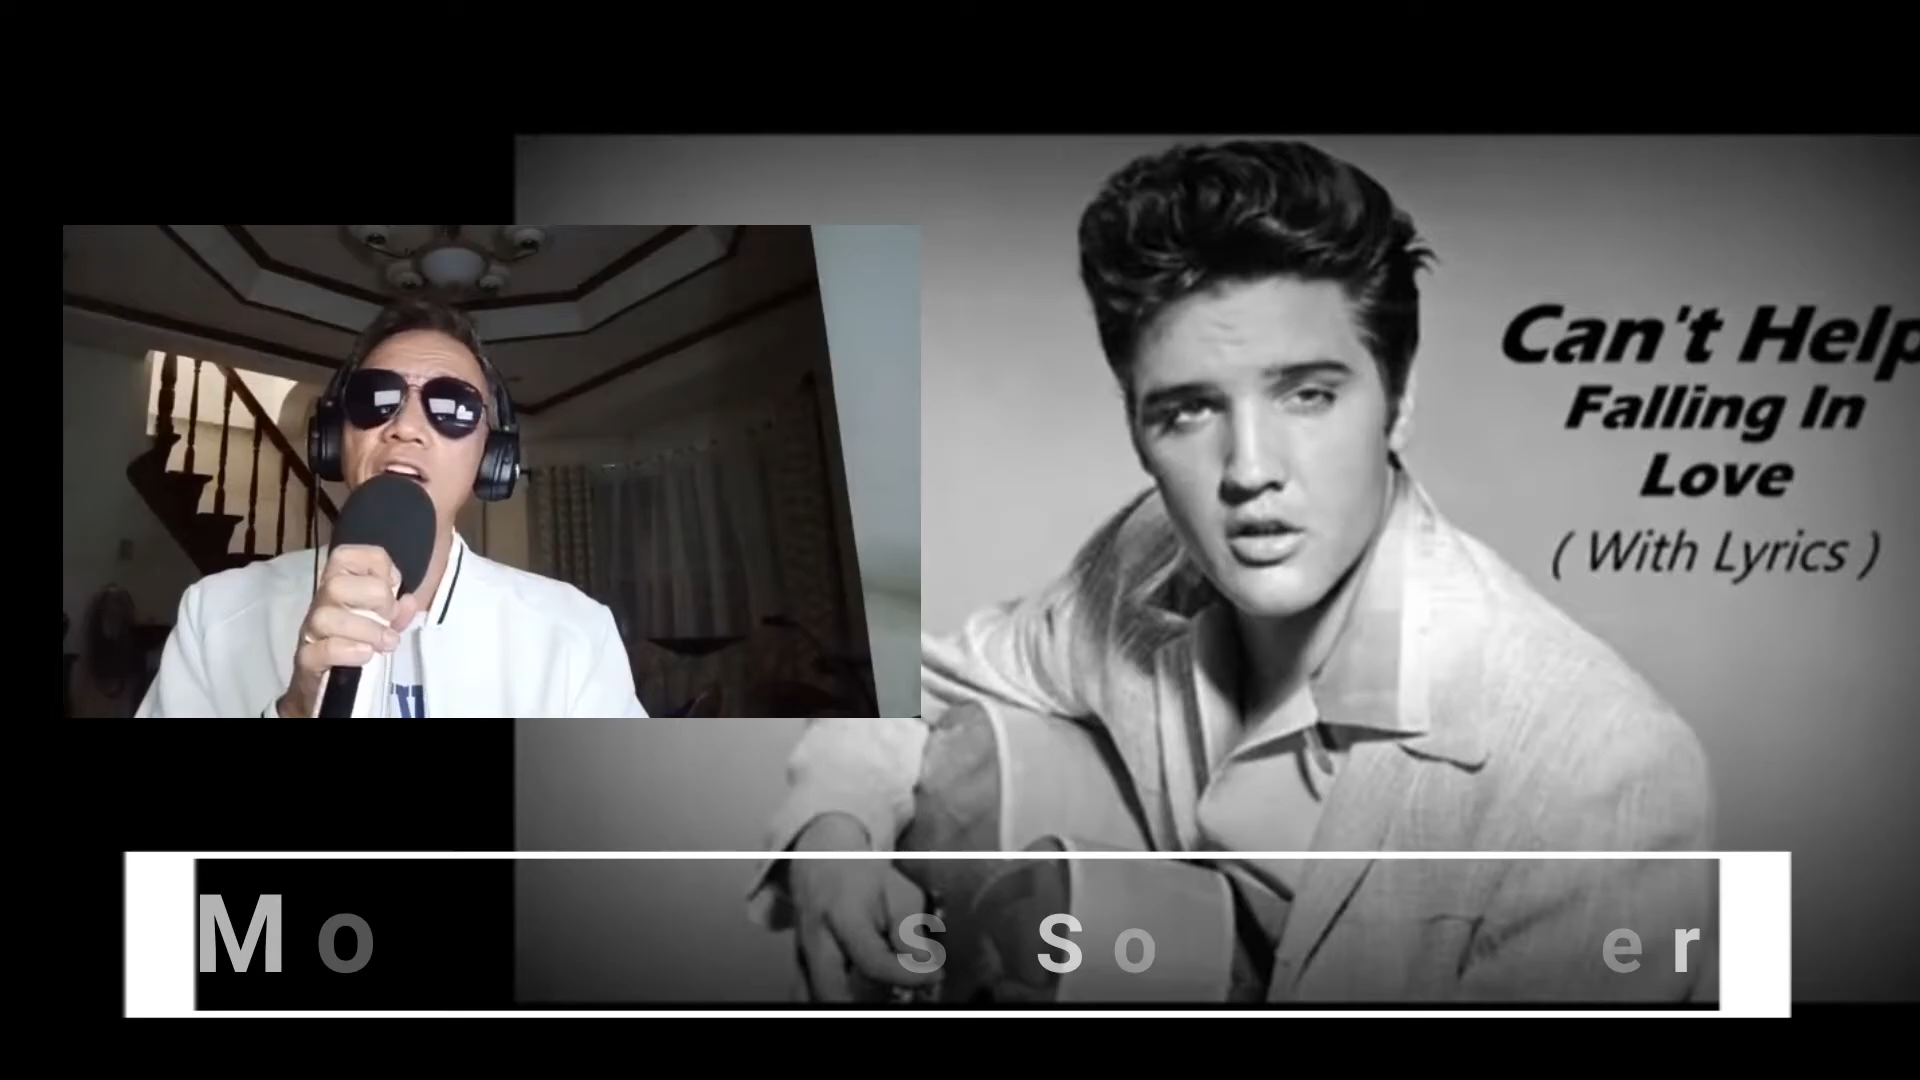 Can't Help
Falling In
Love
( With Lyrics )
M o S S o e r